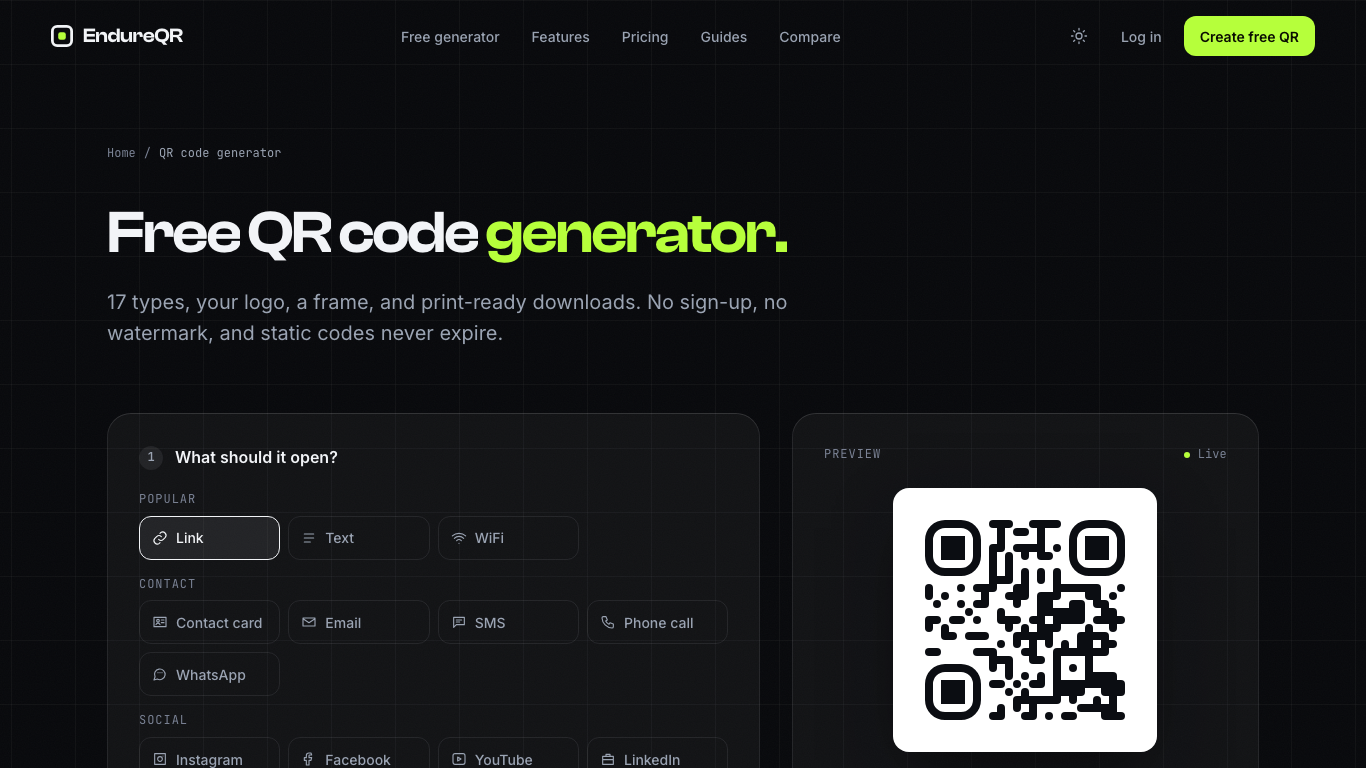 EndureQR
Free generator
Features
Pricing
Guides
Compare
Log in
Create free QR
Home / QR code generator
Free QR code generator.
17 types, your logo, a frame, and print-ready downloads. No sign-up, no
watermark, and static codes never expire.
1 What should it open?
POPULAR
Link
Text
WiFi
CONTACT
Contact card
Email
SMS
Phone call
WhatsApp
SOCIAL
Instagram
Facebook
YouTube
LinkedIn
PREVIEW
Live